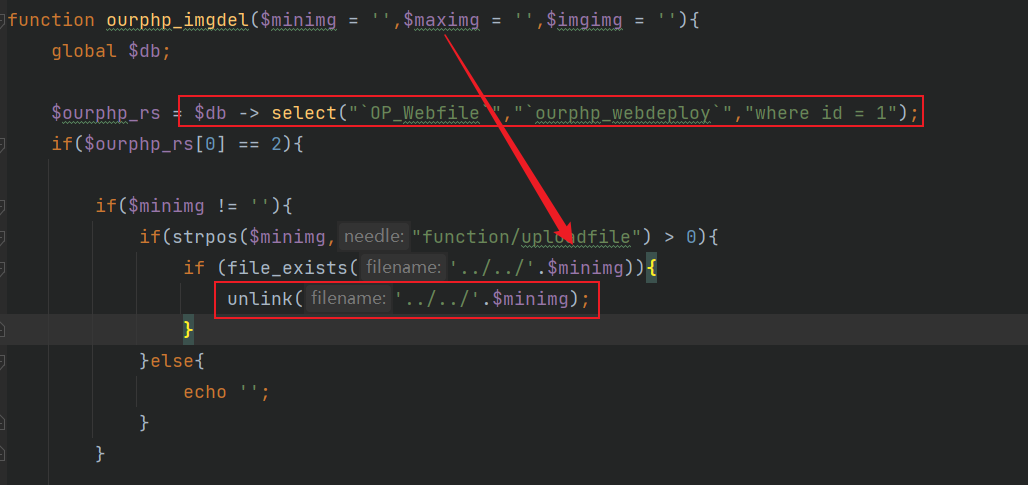 function ourphp_imgdel($minimg = '',$maximg = '',$imgimg = ''){
global $db;
$ourphp_rs = $db -> select("`OP_Webfile`","`ourphp_webdeploy`","where id = 1");
if($ourphp_rs[0] == 2){
if($minimg != ''){
if(strpos($minimg, needle: "function/uploadfile") > 0){
if (file_exists( filename: '../../'.$minimg)){
unlink( filename: '../../'.$minimg);
}
}else{
echo '';
}
}